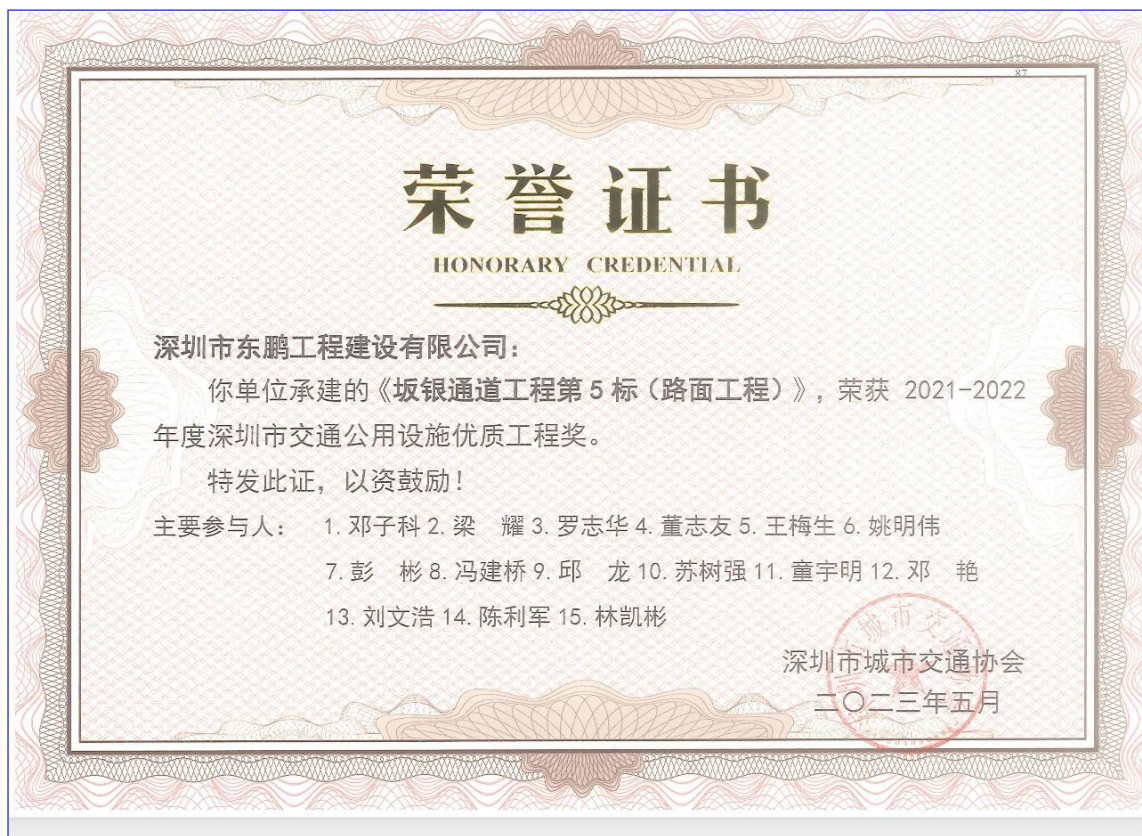 87
荣誉证书
HONORARY CREDENTIAL
深圳市东鹏工程建设有限公司：
你单位承建的《坂银通道工程第5标（路面工程）》，荣获 2021-2022
年度深圳市交通公用设施优质工程奖。
特发此证，以资鼓励！
主要参与人： 1.邓子科 2.梁　耀 3.罗志华 4.董志友 5.王梅生 6.姚明伟
7.彭　彬 8.冯建桥 9.邱　龙 10.苏树强 11.童宇明 12.邓　艳
13.刘文浩 14.陈利军 15.林凯彬
深圳市城市交通协会
二〇二三年五月